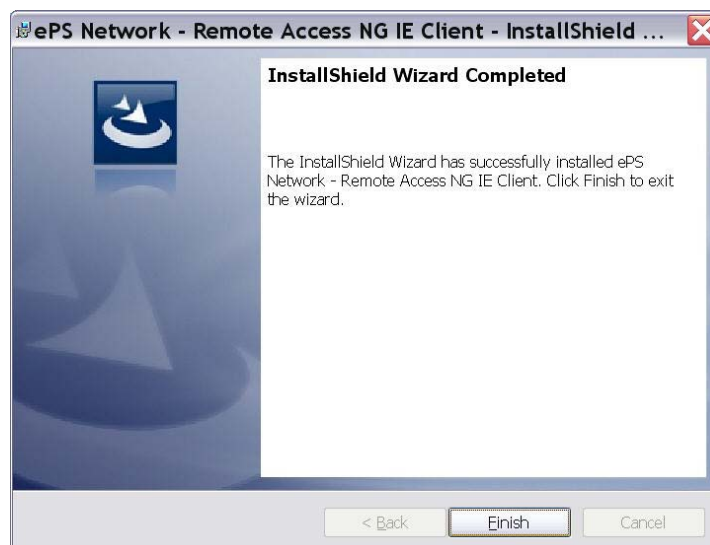 ePS Network - Remote Access NG IE Client - InstallShield ...
InstallShield Wizard Completed
The InstallShield Wizard has successfully installed ePS
Network - Remote Access NG IE Client. Click Finish to exit
the wizard.
< Back
Finish
Cancel